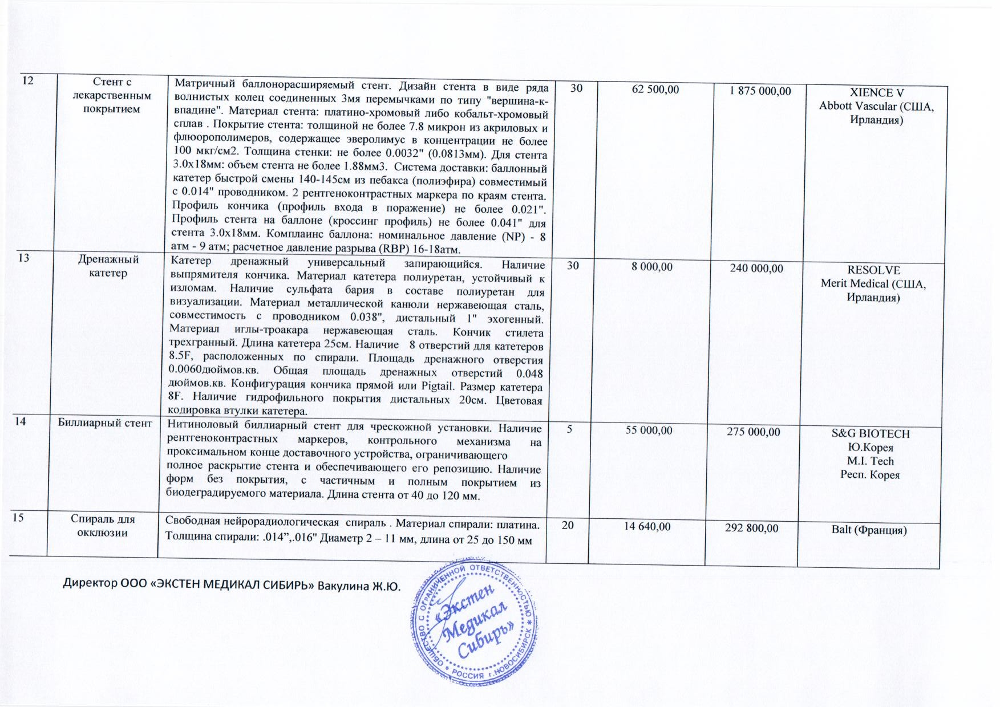 12
Стент с
лекарственным
покрытием
Матричный баллонорасширяемый стент. Дизайн стента в виде ряда
волнистых колец соединенных 3мя перемычками по типу "вершина-к-
впадине". Материал стента: платино-хромовый либо кобальт-хромовый
сплав . Покрытие стента: толщиной не более 7.8 микрон из акриловых и
флюорополимеров, содержащее эверолимус в концентрации не более
100 мкг/см2. Толщина стенки: не более 0.0032" (0.0813мм). Для стента
3.0х18мм: объем стента не более 1.88мм3. Система доставки: баллонный
катетер быстрой смены 140-145см из пебакса (полиэфира) совместимый
с 0.014" проводником. 2 рентгеноконтрастных маркера по краям стента.
Профиль кончика (профиль входа в поражение) не более 0.021".
Профиль стента на баллоне (кроссинг профиль) не более 0.041" для
стента 3.0х18мм. Комплаинс баллона: номинальное давление (NP) - 8
атм - 9 атм; расчетное давление разрыва (RBP) 16-18атм.
30
62 500,00
1 875 000,00
XIENCE V
Abbott Vascular (США,
Ирландия)
13
Дренажный
катетер
Катетер дренажный универсальный запирающийся. Наличие
выпрямителя кончика. Материал катетера полиуретан, устойчивый к
изломам. Наличие сульфата бария в составе полиуретан для
визуализации. Материал металлической канюли нержавеющая сталь,
совместимость с проводником 0.038", дистальный 1" эхогенный.
Материал иглы-троакара нержавеющая сталь. Кончик стилета
трехгранный. Длина катетера 25см. Наличие 8 отверстий для катетеров
8.5F, расположенных по спирали. Площадь дренажного отверстия
0.0060дюймов.кв. Общая площадь дренажных отверстий 0.048
дюймов.кв. Конфигурация кончика прямой или Pigtail. Размер катетера
8F. Наличие гидрофильного покрытия дистальных 20см. Цветовая
кодировка втулки катетера.
30
8 000,00
240 000,00
RESOLVE
Merit Medical (США,
Ирландия)
14
Биллиарный стент
Нитиноловый биллиарный стент для чрескожной установки. Наличие
рентгеноконтрастных маркеров, контрольного механизма на
проксимальном конце доставочного устройства, ограничивающего
полное раскрытие стента и обеспечивающего его репозицию. Наличие
форм без покрытия, с частичным и полным покрытием из
биодеградируемого материала. Длина стента от 40 до 120 мм.
5
55 000,00
275 000,00
S&G BIOTECH
Ю.Корея
M.I. Tech
Респ. Корея
15
Спираль для
окклюзии
Свободная нейрорадиологическая спираль . Материал спирали: платина.
Толщина спирали: .014”,.016" Диаметр 2 – 11 мм, длина от 25 до 150 мм
20
14 640,00
292 800,00
Balt (Франция)
Директор ООО «ЭКСТЕН МЕДИКАЛ СИБИРЬ» Вакулина Ж.Ю.
ОБЩЕСТВО С ОГРАНИЧЕННОЙ ОТВЕТСТВЕННОСТЬЮ
«Экстен
Медикал
Сибирь»
* РОССИЯ г.НОВОСИБИРСК *